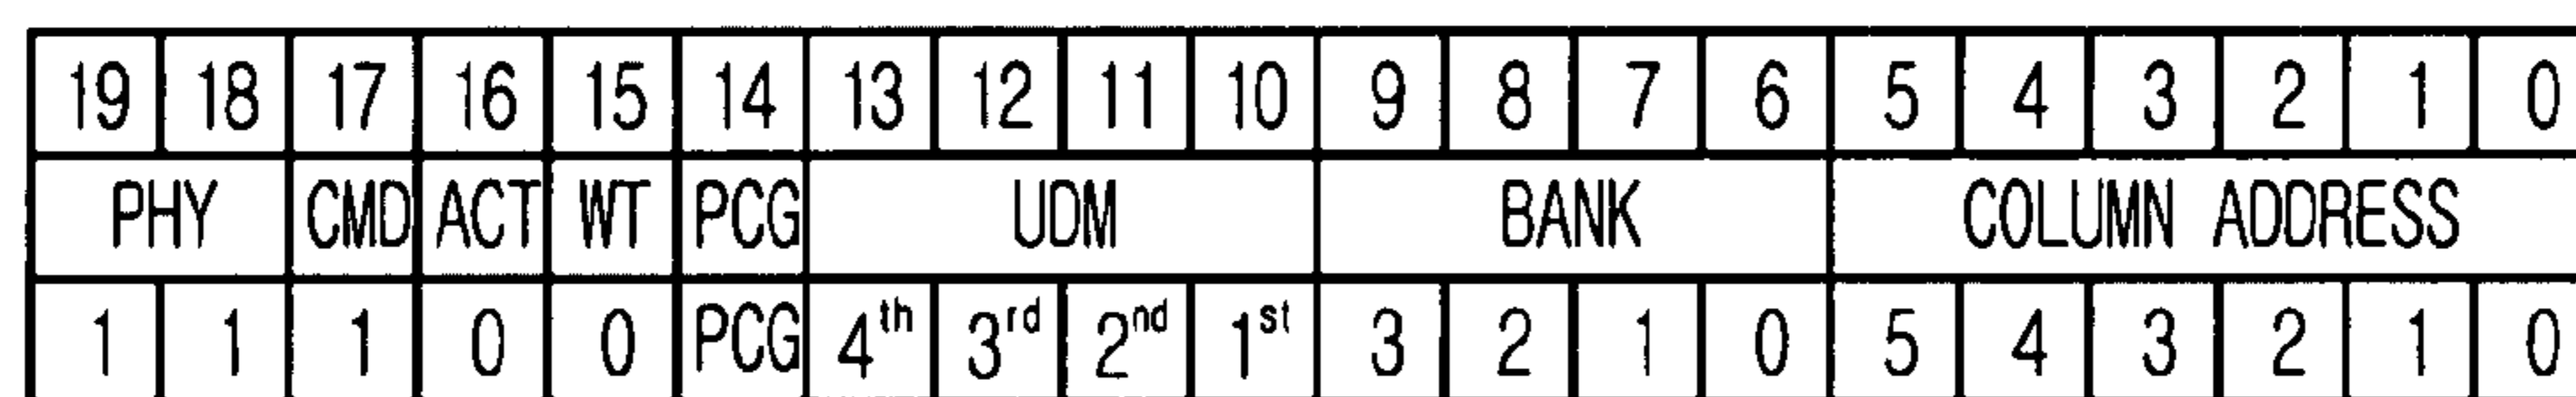 19 18 17 16 15 14 13 12 11 10 9 8 7 6 5 4 3 2 1 0
PHY CMD ACT WT PCG UDM BANK COLUMN ADDRESS
1 1 1 0 0 PCG 4th 3rd 2nd 1st 3 2 1 0 5 4 3 2 1 0